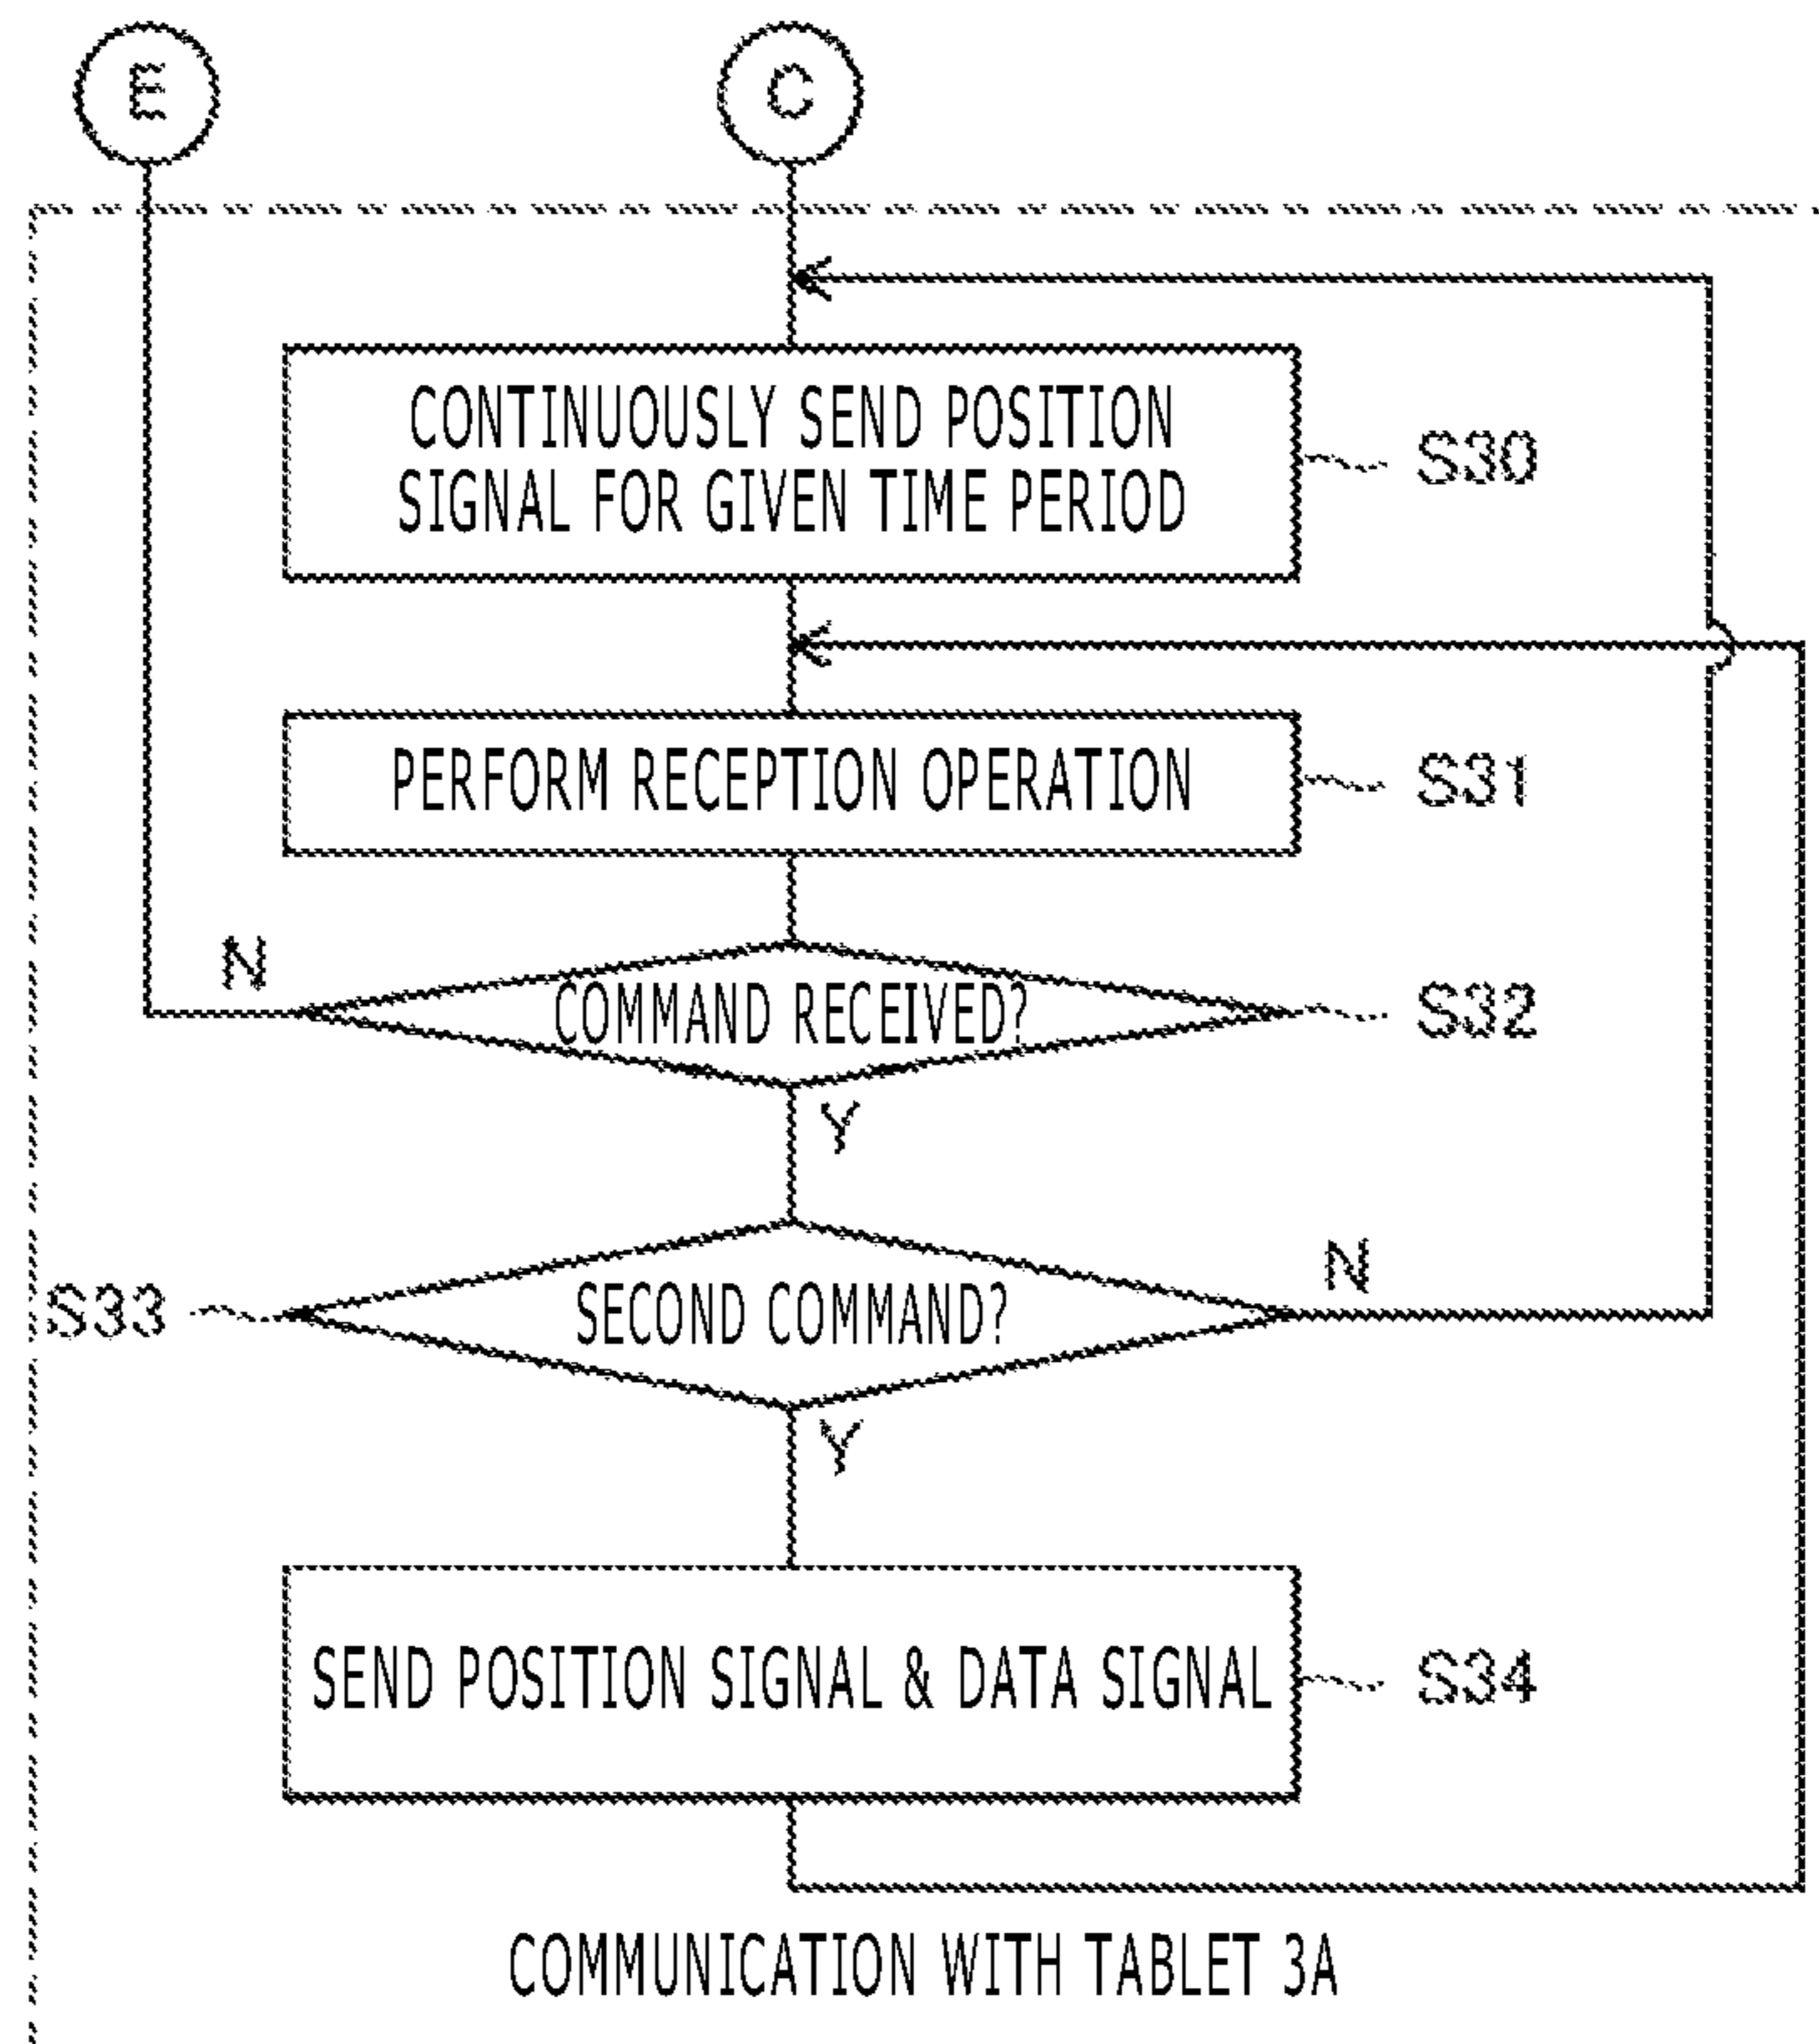 E
C
CONTINUOUSLY SEND POSITION
SIGNAL FOR GIVEN TIME PERIOD
S30
PERFORM RECEPTION OPERATION
S31
N
COMMAND RECEIVED?
S32
Y
S33
SECOND COMMAND?
N
Y
SEND POSITION SIGNAL & DATA SIGNAL
S34
COMMUNICATION WITH TABLET 3A